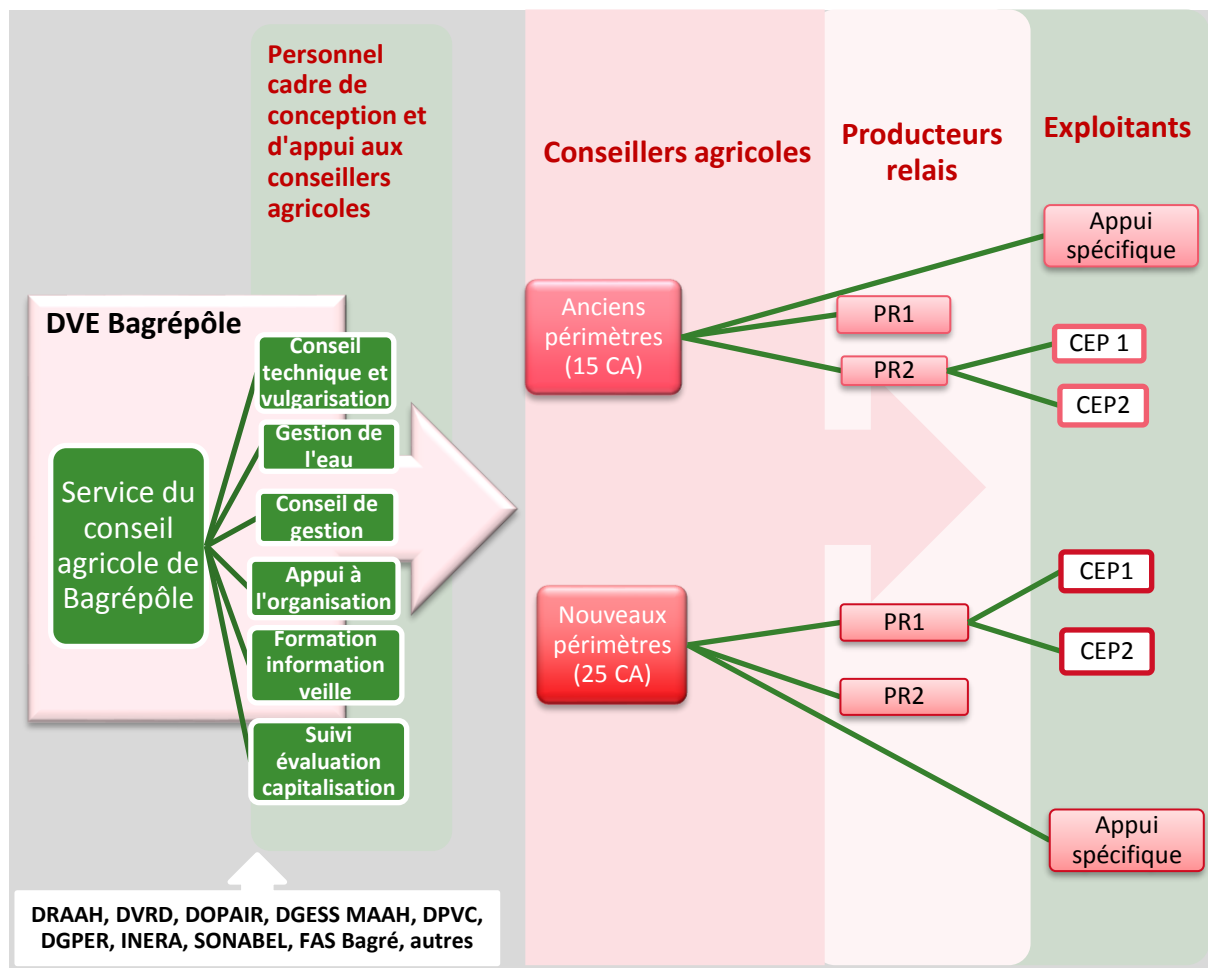 Personnel
cadre de
conception et
d'appui aux
conseillers
agricoles
Conseillers agricoles
Producteurs
relais
Exploitants
DVE Bagrépôle
Service du
conseil
agricole de
Bagrépôle
Conseil
technique et
vulgarisation
Gestion de
l'eau
Conseil de
gestion
Appui à
l'organisation
Formation
information
veille
Suivi
évaluation
capitalisation
DRAAH, DVRD, DOPAIR, DGESS MAAH, DPVC,
DGPER, INERA, SONABEL, FAS Bagré, autres
Anciens
périmètres
(15 CA)
PR1
PR2
Appui
spécifique
CEP 1
CEP2
Nouveaux
périmètres
(25 CA)
PR1
PR2
CEP1
CEP2
Appui
spécifique